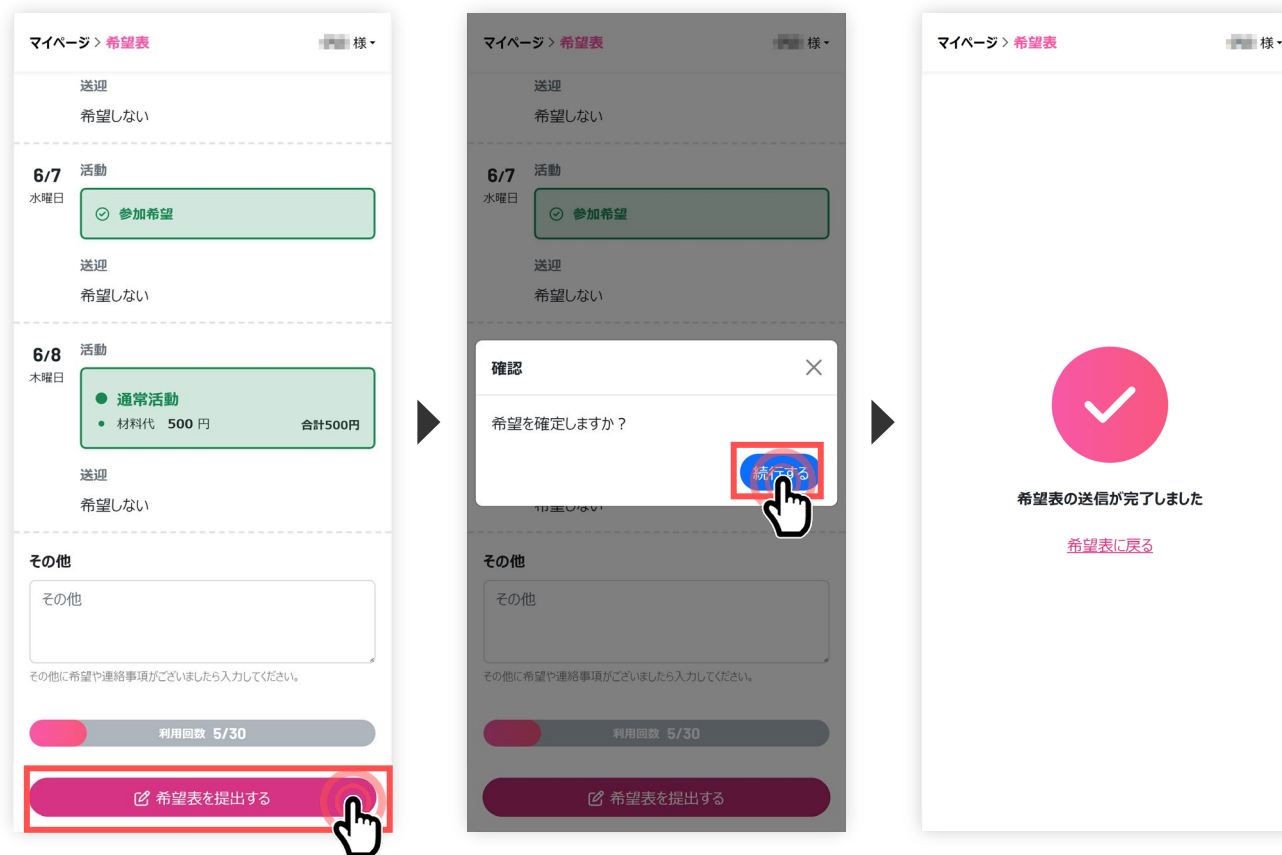 マイページ > 希望表 様
送迎
希望しない
6/7 活動
水曜日
参加希望
送迎
希望しない
6/8 活動
木曜日
通常活動
材料代 500 円 合計500円
送迎
希望しない
その他
その他
その他に希望や連絡事項がございましたら入力してください。
利用回数 5/30
希望表を提出する
マイページ > 希望表 様
送迎
希望しない
6/7 活動
水曜日
参加希望
送迎
希望しない
確認
希望を確定しますか？
続行する
希望しない
その他
その他
その他に希望や連絡事項がございましたら入力してください。
利用回数 5/30
希望表を提出する
マイページ > 希望表 様
希望表の送信が完了しました
希望表に戻る